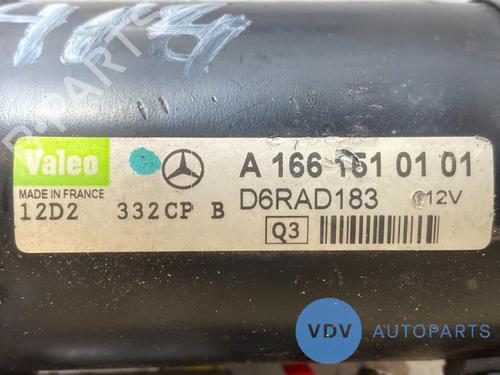 Valeo
A 166 151 01 01
MADE IN FRANCE
D6RAD183 12V
12D2 332CP B
Q3
VDV AUTOPARTS